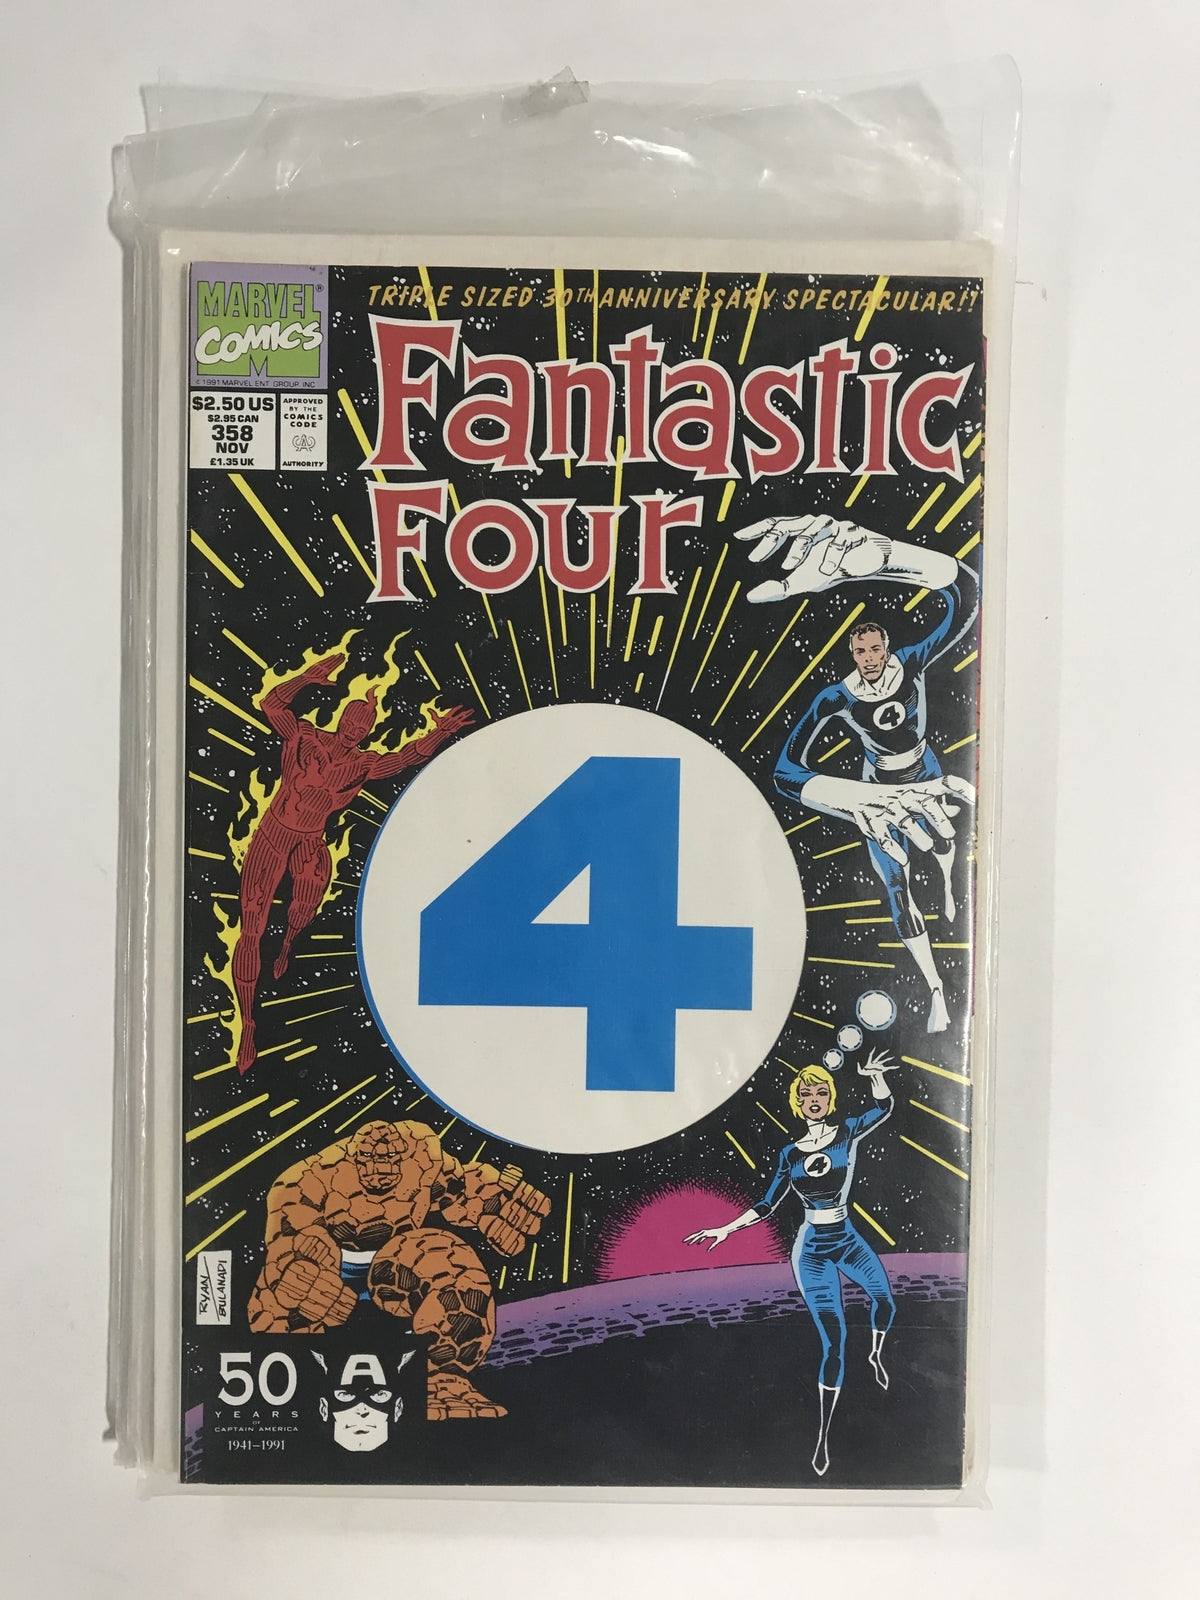 TRIPLE SIZED 30TH ANNIVERSARY SPECTACULAR!!
MARVEL®
COMICS
M
© 1991 MARVEL ENT. GROUP, INC.
$2.50 US
$2.95 CAN
358
NOV
£1.35 UK
APPROVED
BY THE
COMICS
CODE
CA
AUTHORITY
Fantastic
Four
4
4
4
RYAN
BULANADI
50
YEARS
OF
CAPTAIN AMERICA
1941–1991
A